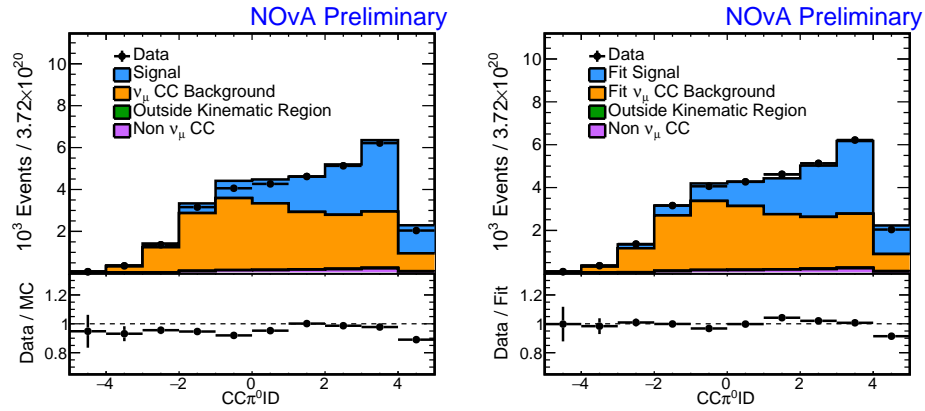 NOvA Preliminary
10
8
6
4
2
10³ Events / 3.72×10²⁰
Data
Signal
νμ CC Background
Outside Kinematic Region
Non νμ CC
1.2
1
0.8
Data / MC
−4 −2 0 2 4
CCπ⁰ID
NOvA Preliminary
10
8
6
4
2
10³ Events / 3.72×10²⁰
Data
Fit Signal
Fit νμ CC Background
Outside Kinematic Region
Non νμ CC
1.2
1
0.8
Data / Fit
−4 −2 0 2 4
CCπ⁰ID